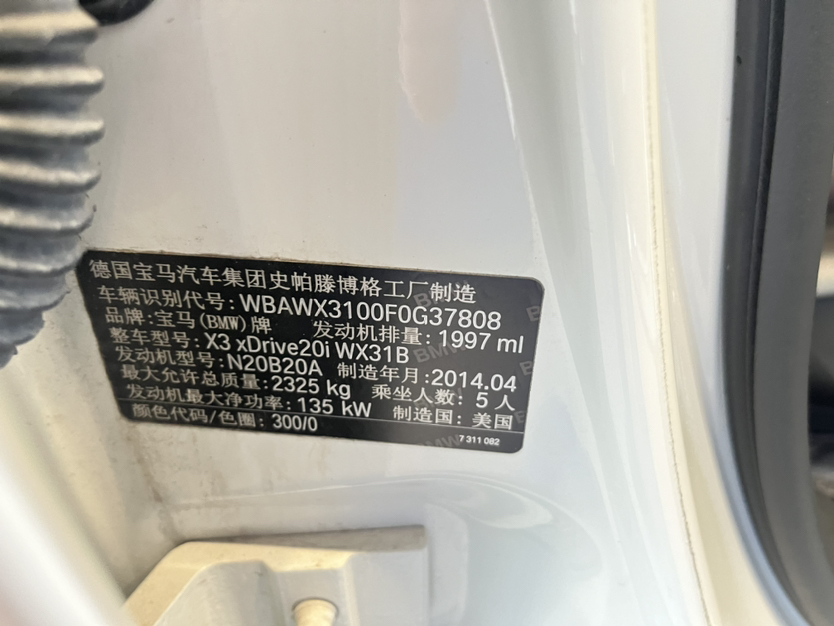 德国宝马汽车集团史帕滕博格工厂制造
车辆识别代号: WBAWX3100F0G37808
品牌: 宝马(BMW)牌 发动机排量: 1997 ml
整车型号: X3 xDrive20i WX31B
发动机型号: N20B20A 制造年月: 2014.04
最大允许总质量: 2325 kg 乘坐人数: 5 人
发动机最大净功率: 135 kW 制造国: 美国
颜色代码/色圈: 300/0
7 311 082